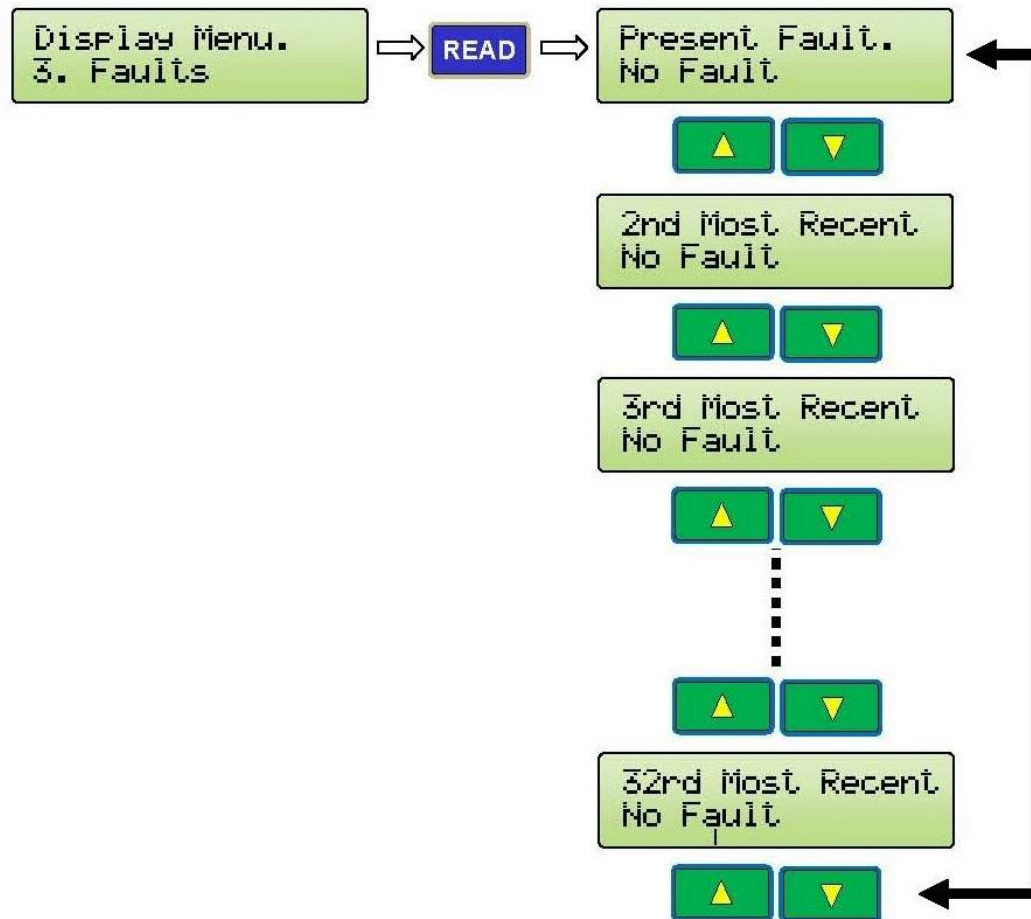 Display Menu.
3. Faults
READ
Present Fault.
No Fault
2nd Most Recent
No Fault
3rd Most Recent
No Fault
32nd Most Recent
No Fault